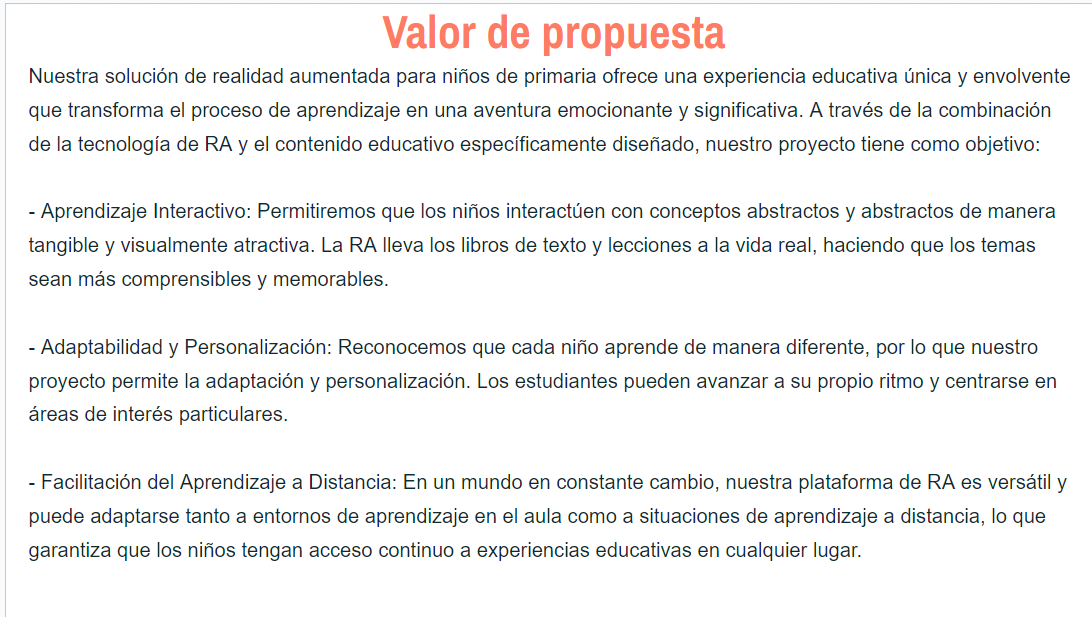 Valor de propuesta
Nuestra solución de realidad aumentada para niños de primaria ofrece una experiencia educativa única y envolvente
que transforma el proceso de aprendizaje en una aventura emocionante y significativa. A través de la combinación
de la tecnología de RA y el contenido educativo específicamente diseñado, nuestro proyecto tiene como objetivo:
- Aprendizaje Interactivo: Permitiremos que los niños interactúen con conceptos abstractos y abstractos de manera
tangible y visualmente atractiva. La RA lleva los libros de texto y lecciones a la vida real, haciendo que los temas
sean más comprensibles y memorables.
- Adaptabilidad y Personalización: Reconocemos que cada niño aprende de manera diferente, por lo que nuestro
proyecto permite la adaptación y personalización. Los estudiantes pueden avanzar a su propio ritmo y centrarse en
áreas de interés particulares.
- Facilitación del Aprendizaje a Distancia: En un mundo en constante cambio, nuestra plataforma de RA es versátil y
puede adaptarse tanto a entornos de aprendizaje en el aula como a situaciones de aprendizaje a distancia, lo que
garantiza que los niños tengan acceso continuo a experiencias educativas en cualquier lugar.